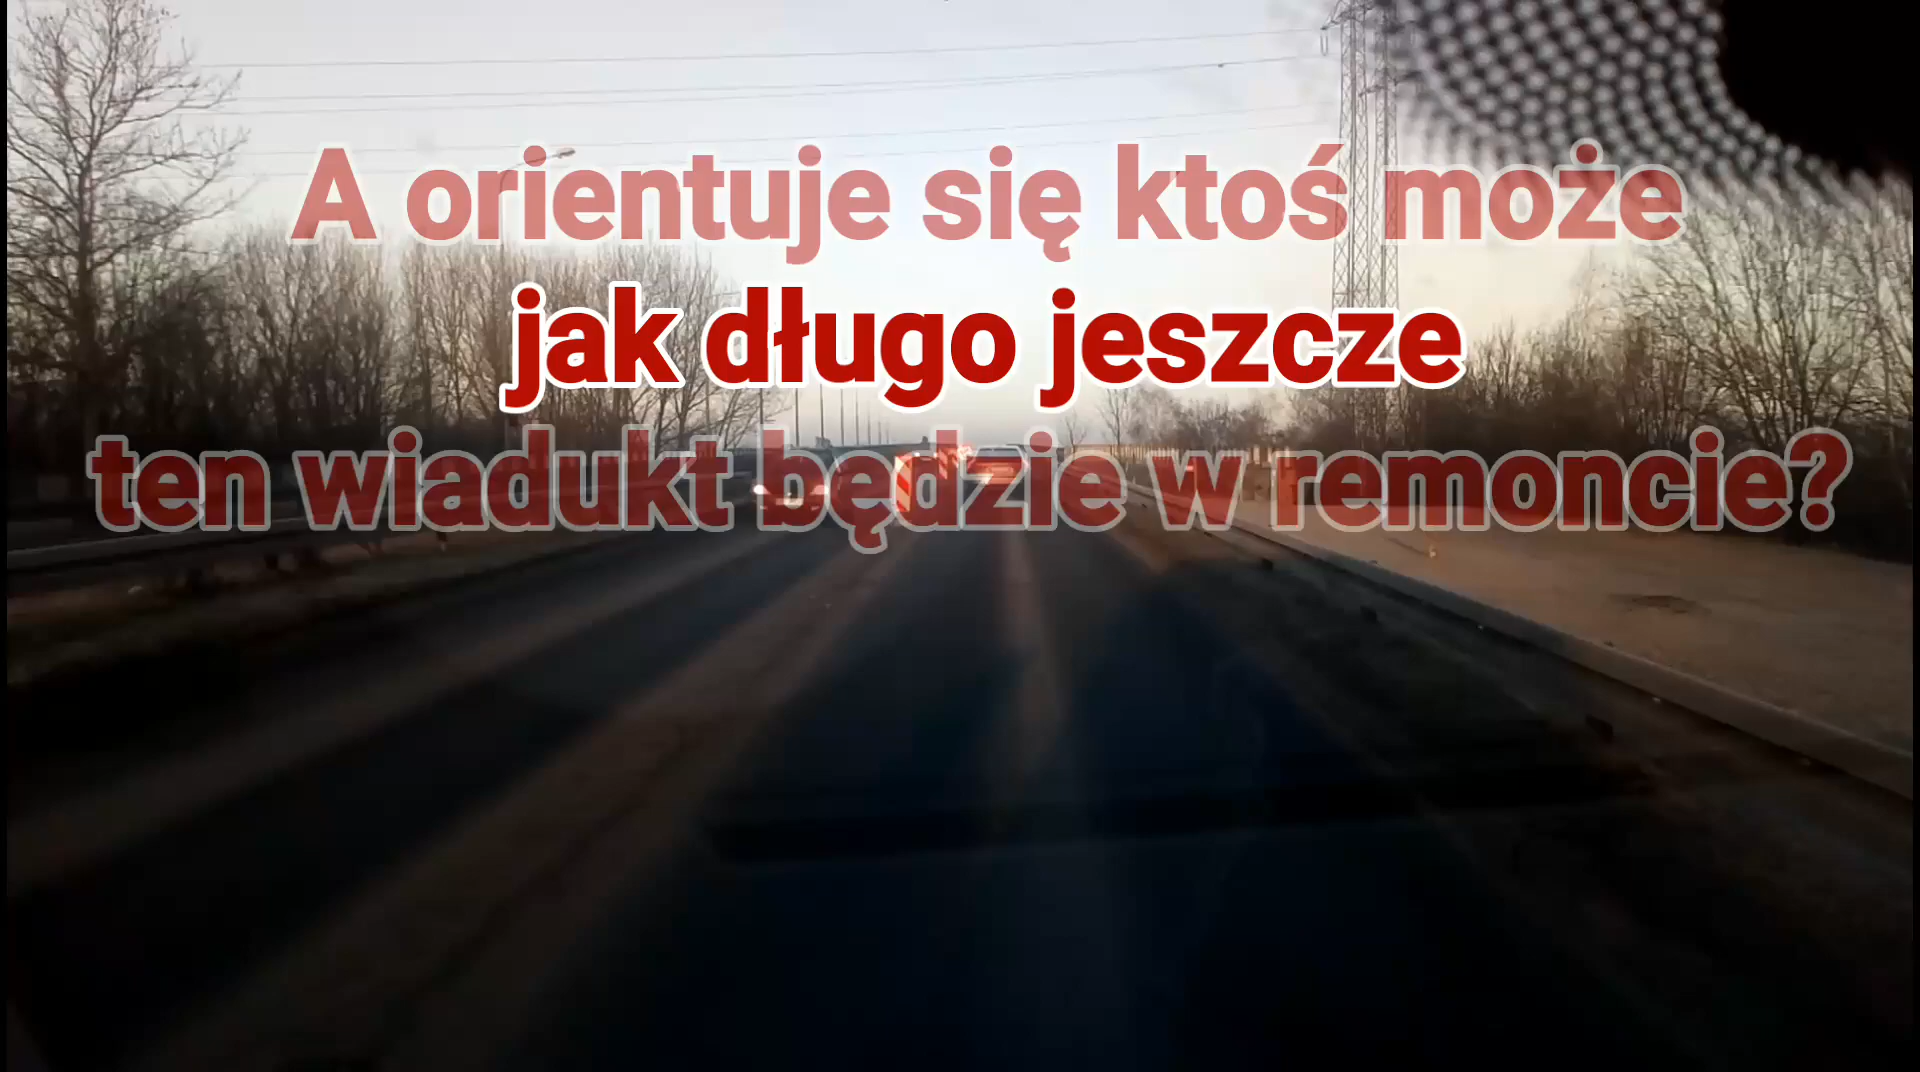 A orientuje się ktoś może
jak długo jeszcze
ten wiadukt będzie w remoncie?